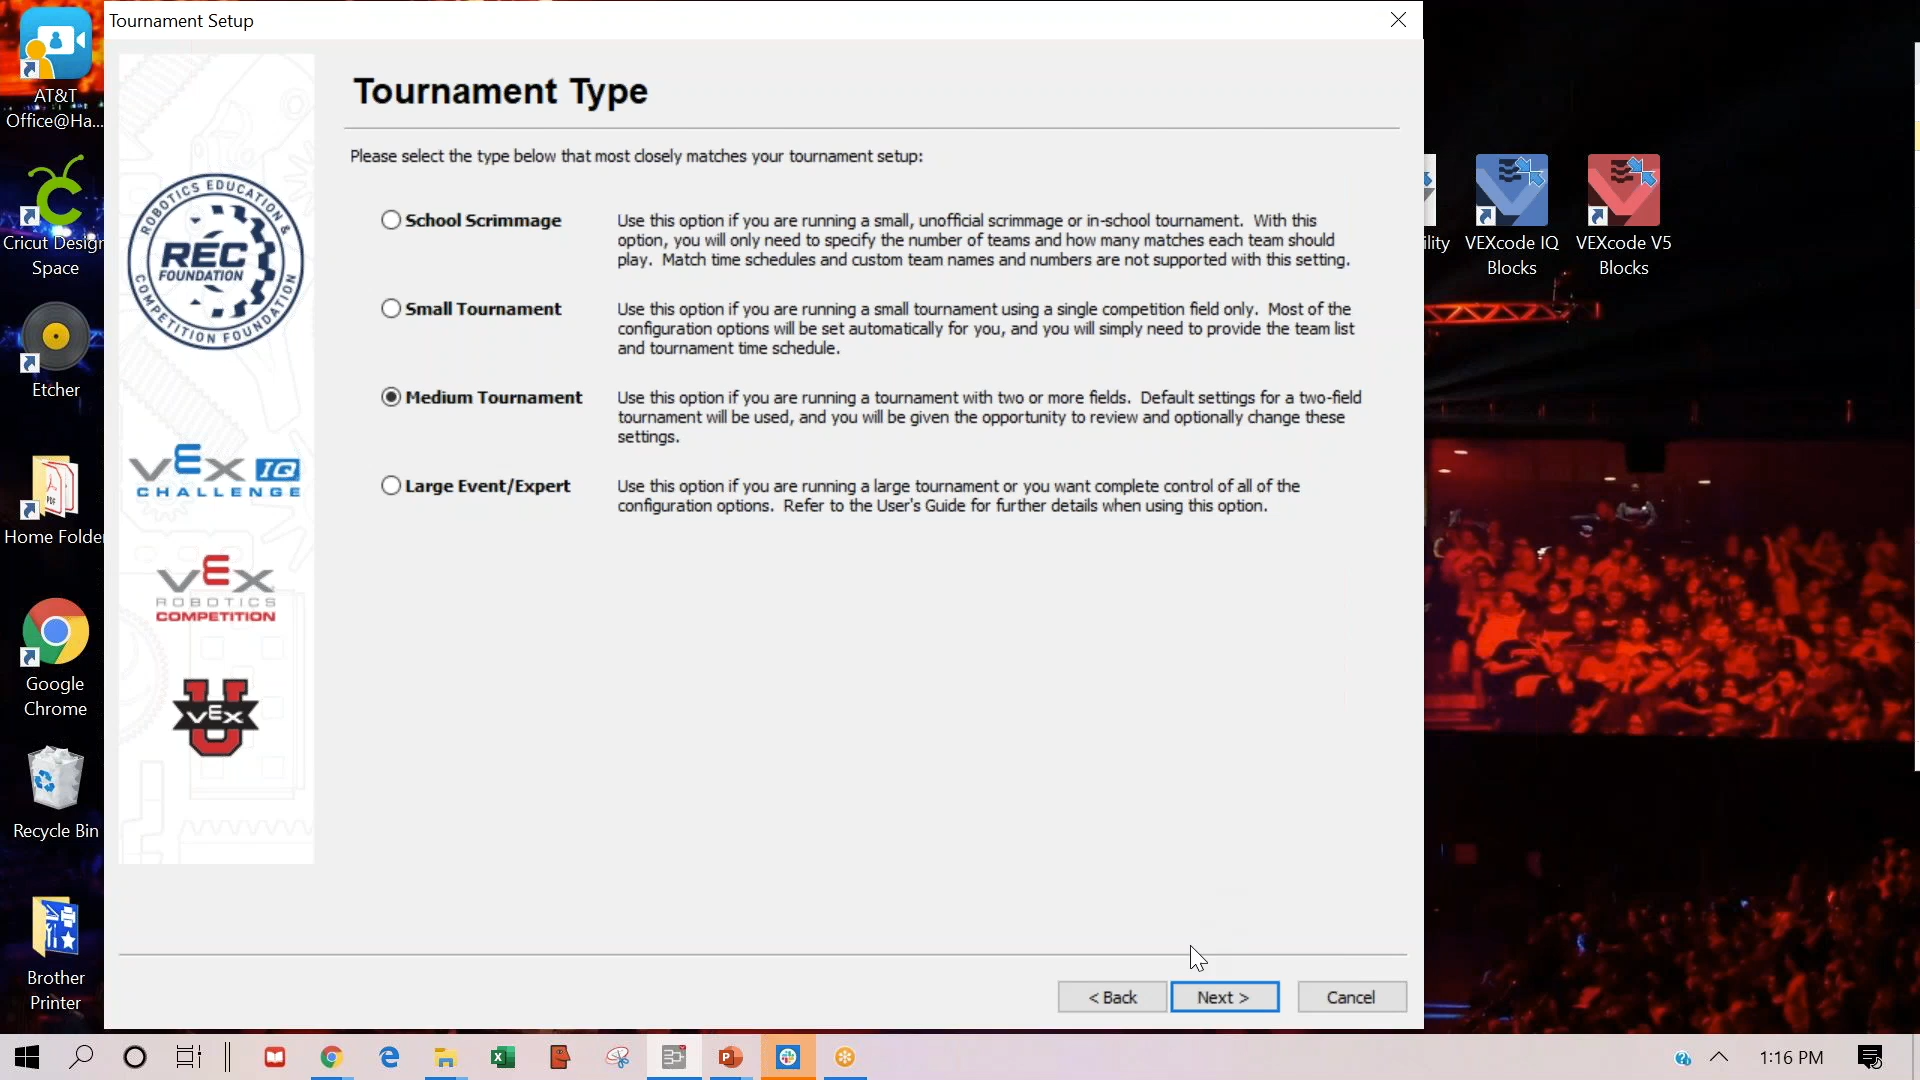 Tournament Setup
AT&T
Office@Ha...
Cricut Design
Space
Etcher
Home Folder
Google
Chrome
Recycle Bin
Brother
Printer
ROBOTICS EDUCATION &
REC
FOUNDATION
COMPETITION FOUNDATION
VEX IQ
CHALLENGE
VEX
ROBOTICS
COMPETITION
VEX
U
Tournament Type
Please select the type below that most closely matches your tournament setup:
School Scrimmage
Use this option if you are running a small, unofficial scrimmage or in-school tournament. With this
option, you will only need to specify the number of teams and how many matches each team should
play. Match time schedules and custom team names and numbers are not supported with this setting.
Small Tournament
Use this option if you are running a small tournament using a single competition field only. Most of the
configuration options will be set automatically for you, and you will simply need to provide the team list
and tournament time schedule.
Medium Tournament
Use this option if you are running a tournament with two or more fields. Default settings for a two-field
tournament will be used, and you will be given the opportunity to review and optionally change these
settings.
Large Event/Expert
Use this option if you are running a large tournament or you want complete control of all of the
configuration options. Refer to the User's Guide for further details when using this option.
< Back
Next >
Cancel
ility
VEXcode IQ
Blocks
VEXcode V5
Blocks
1:16 PM